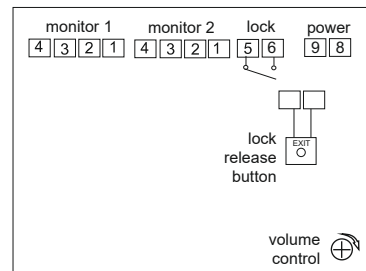 monitor 1 monitor 2 lock power
4 3 2 1 4 3 2 1 5 6 9 8
EXIT
lock
release
button
volume
control